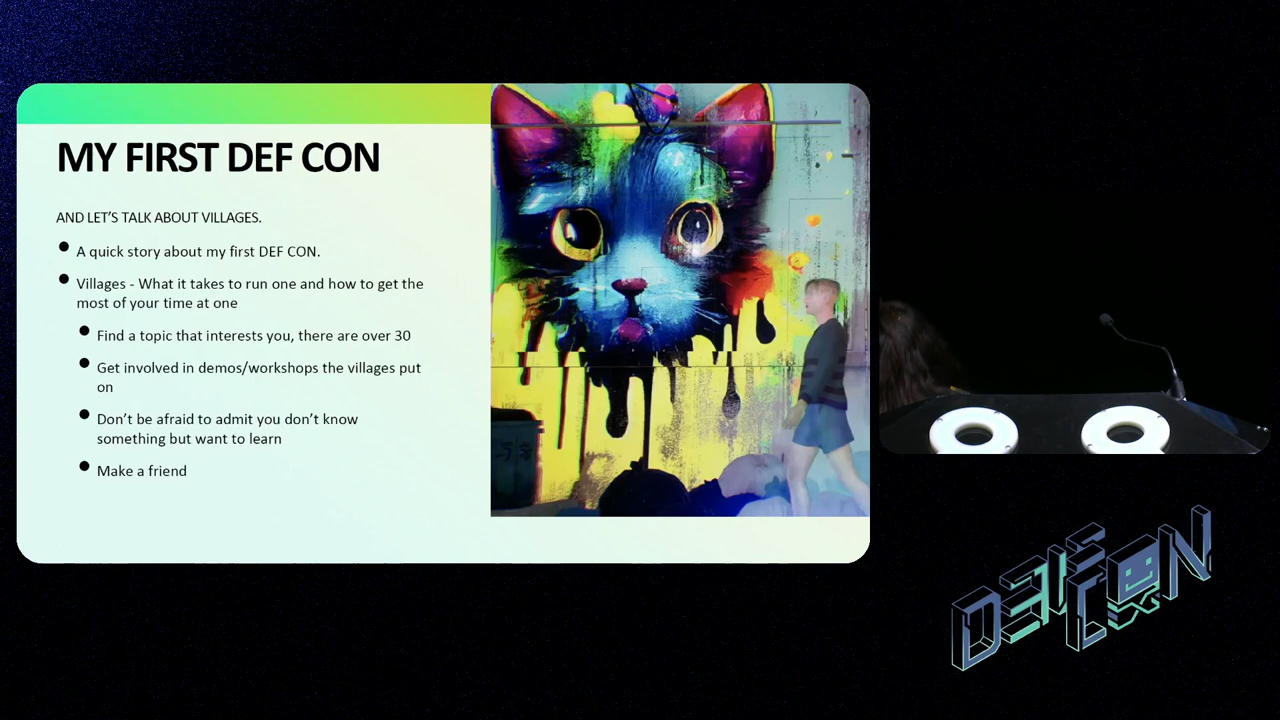 MY FIRST DEF CON
AND LET'S TALK ABOUT VILLAGES.
A quick story about my first DEF CON.
Villages - What it takes to run one and how to get the
most of your time at one
Find a topic that interests you, there are over 30
Get involved in demos/workshops the villages put
on
Don't be afraid to admit you don't know
something but want to learn
Make a friend
DEF
CON